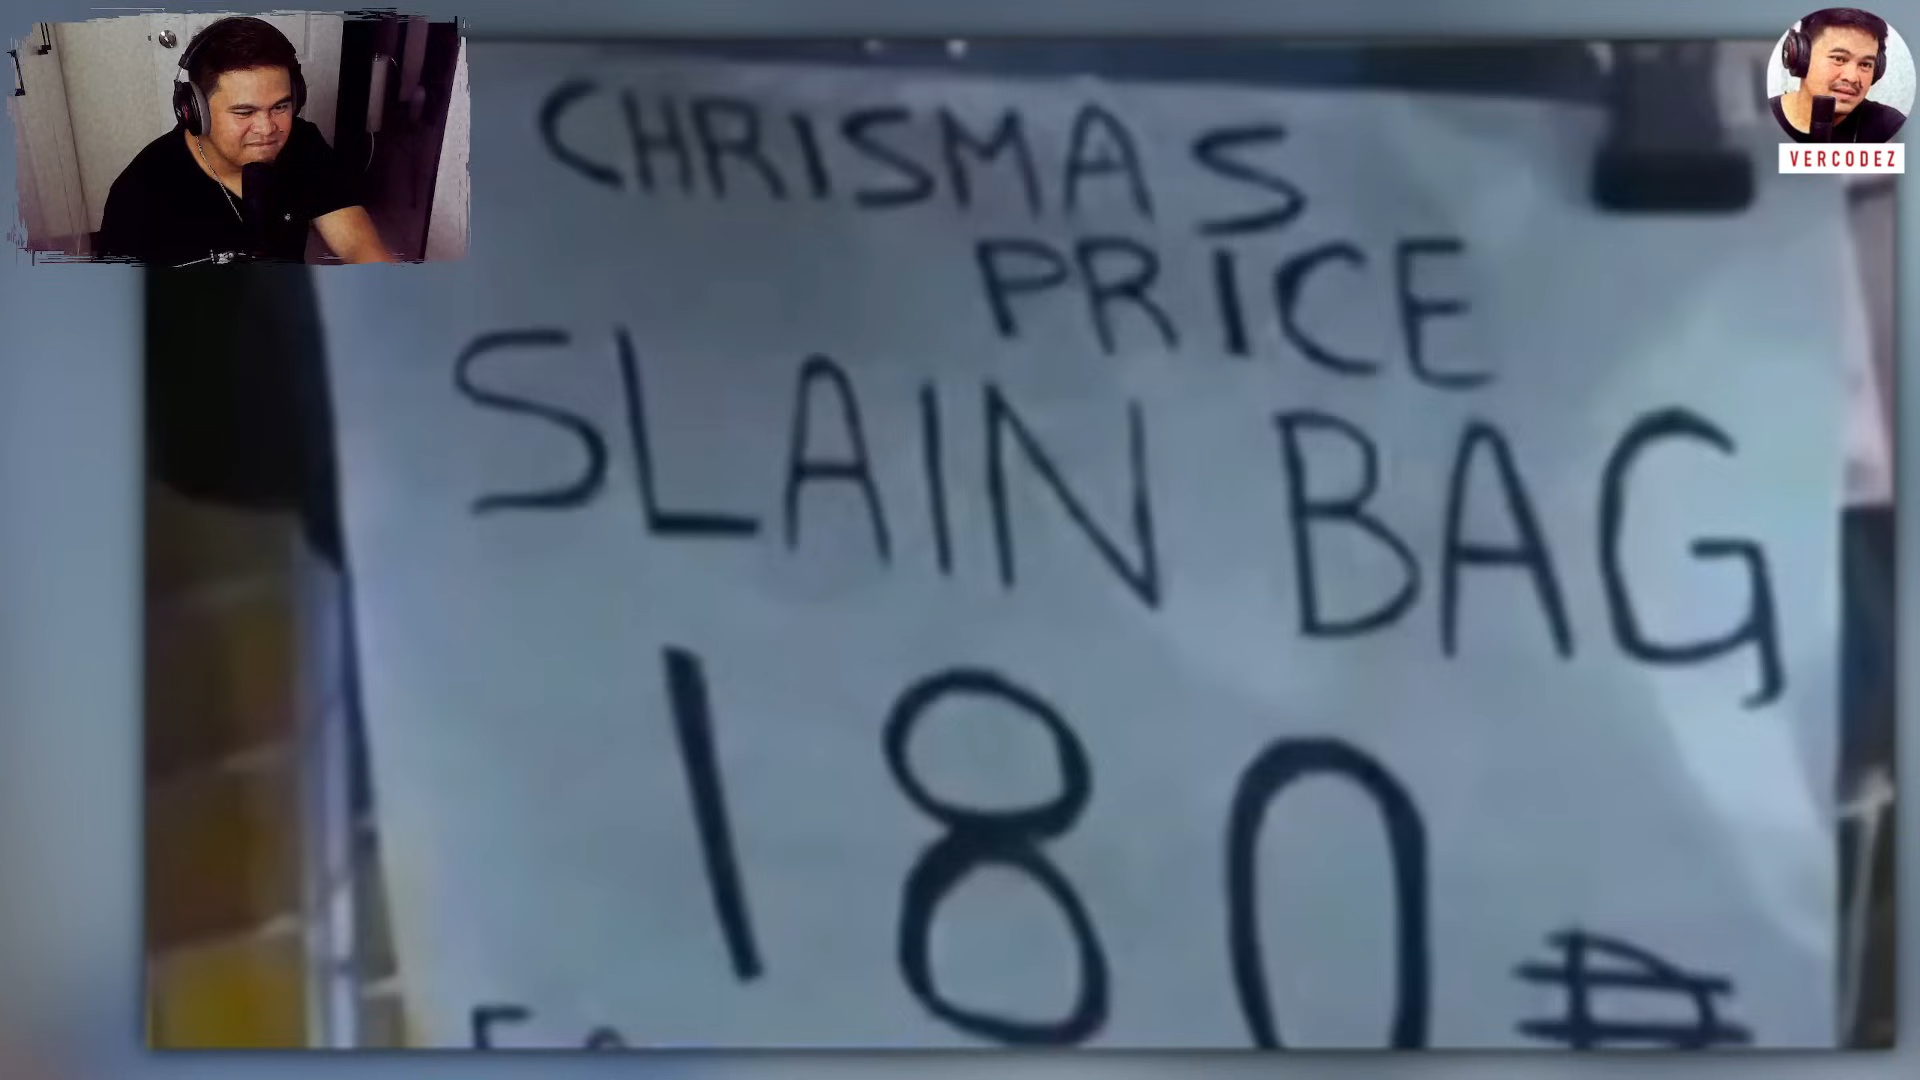 VERCODEZ
CHRISMAS
PRICE
SLAIN BAG
180 ₱